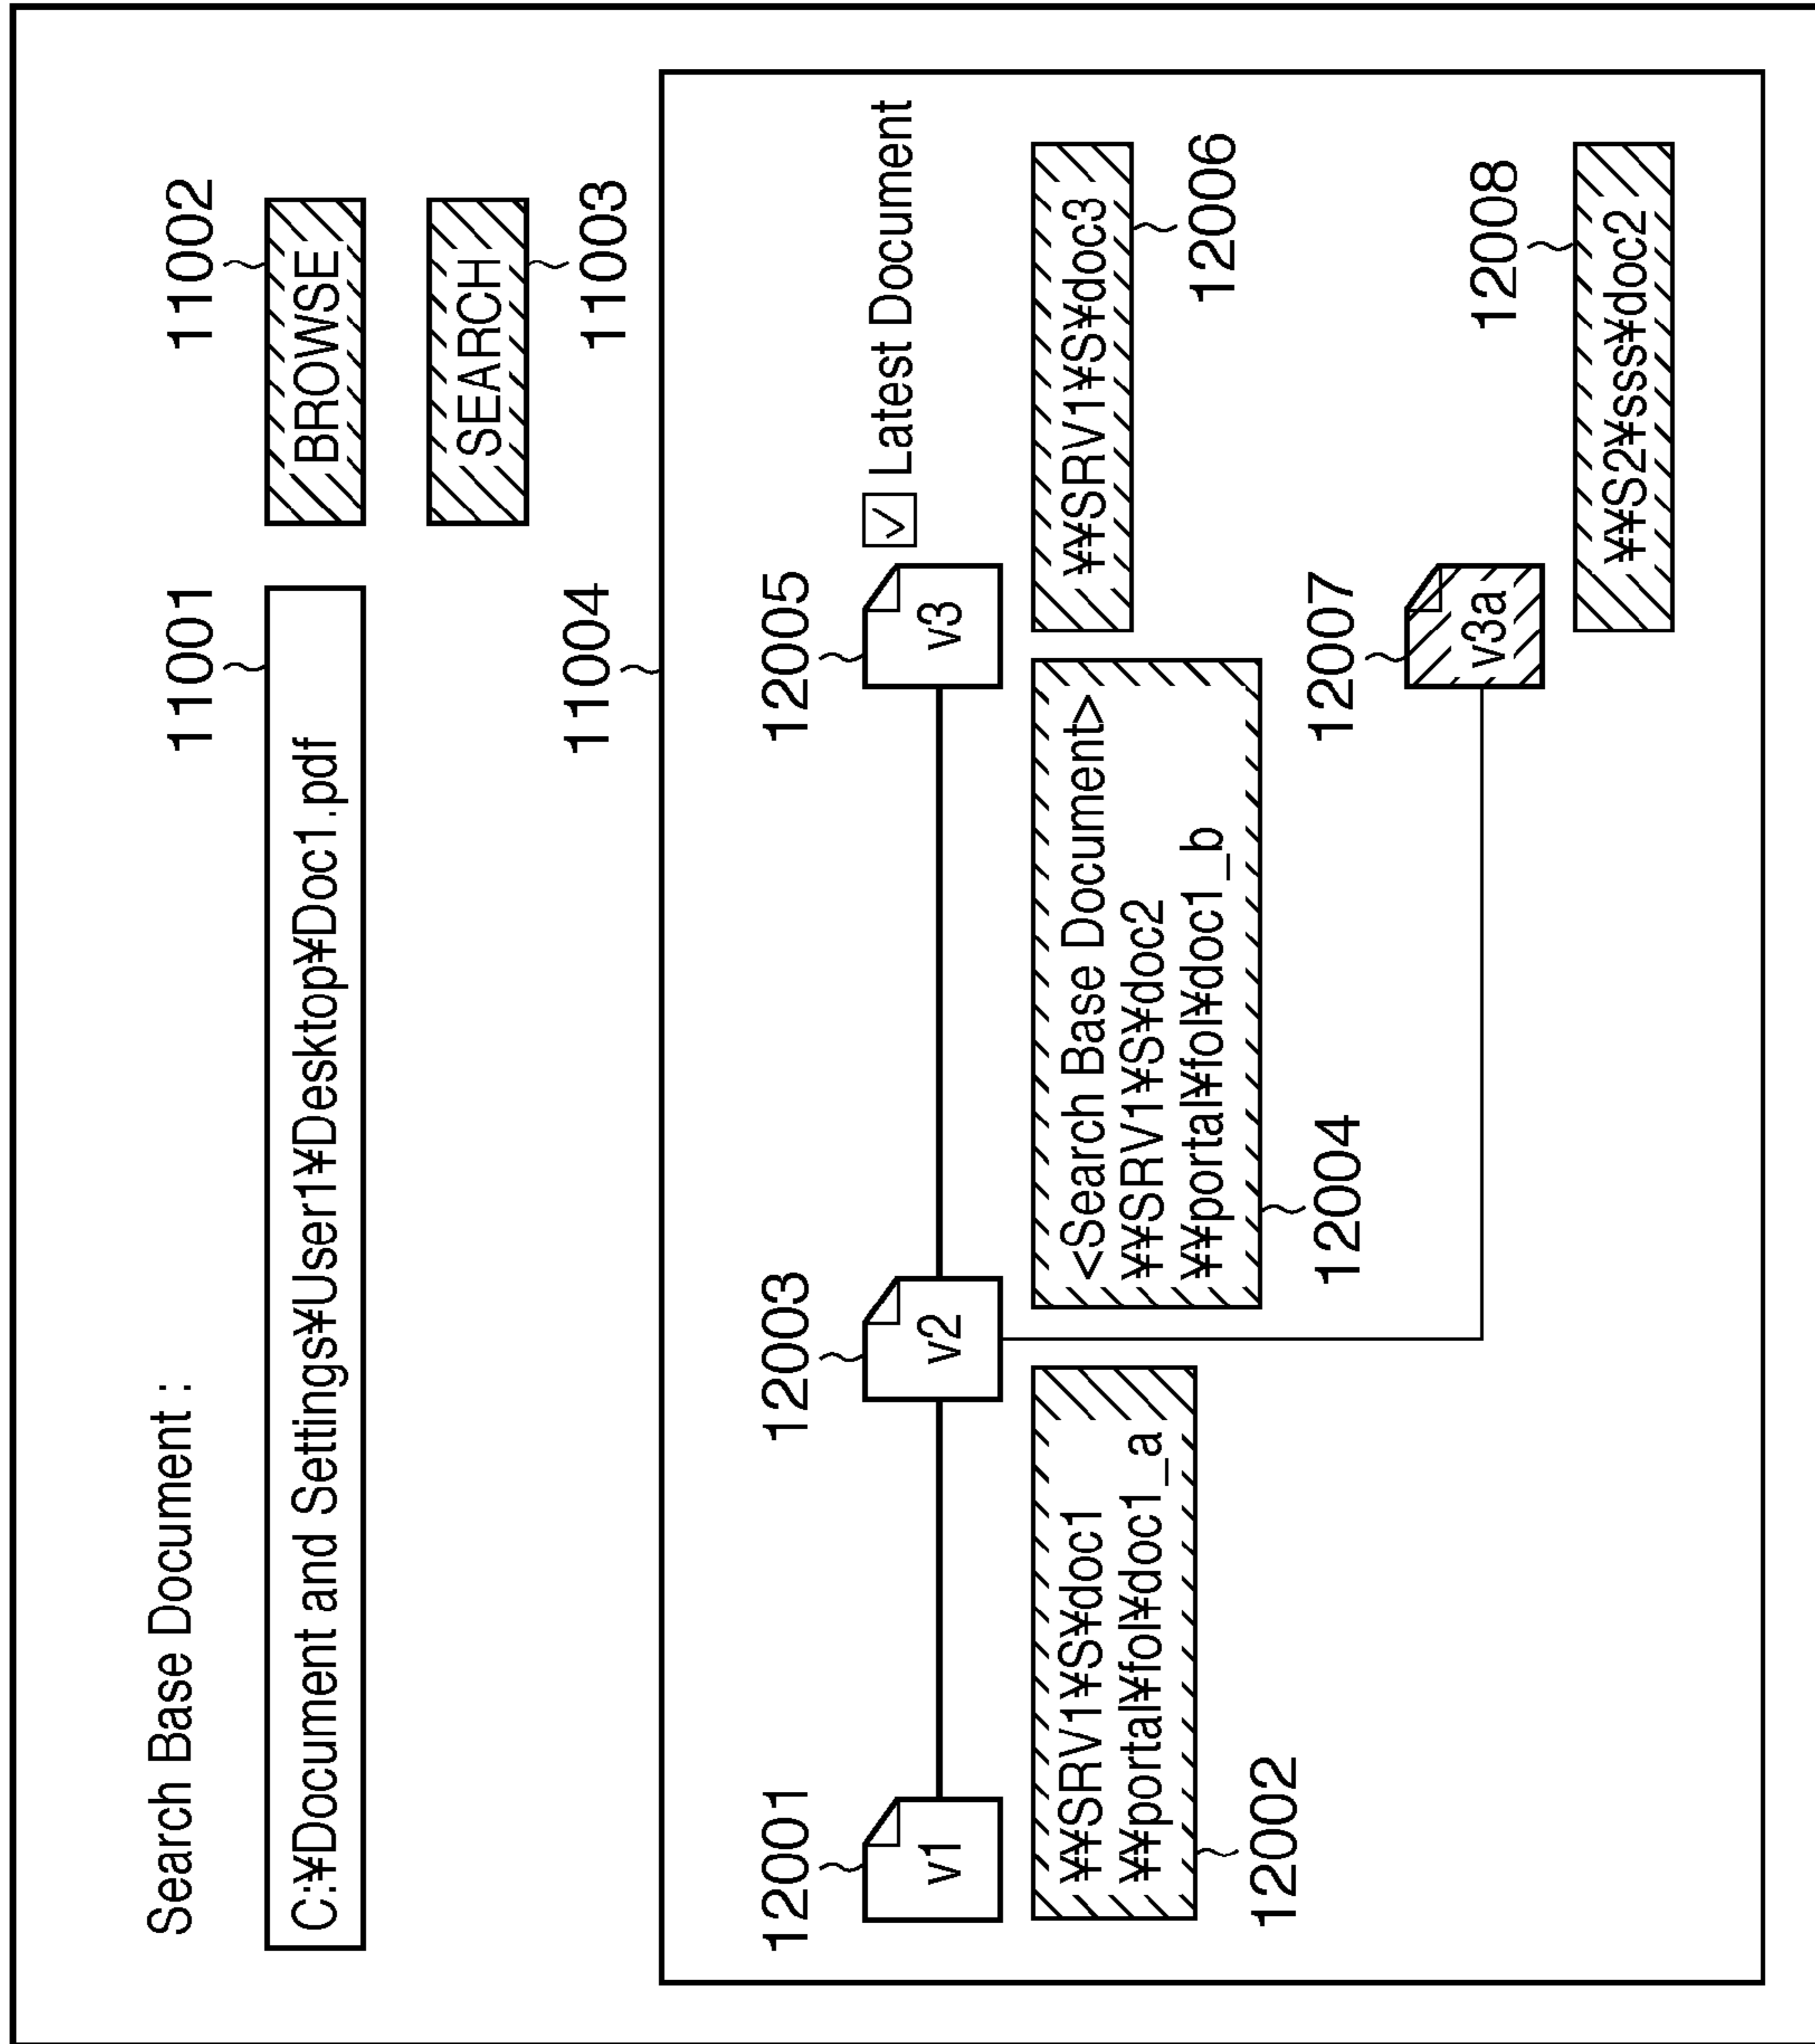 Search Base Document :
11001
11002
C:¥Document and Settings¥User1¥Desktop¥Doc1.pdf
BROWSE
SEARCH
11003
11004
12001
12003
12005
v1
v2
v3
Latest Document
¥¥SRV1¥S¥doc1
¥¥portal¥fol¥doc1_a
12002
<Search Base Document>
¥¥SRV1¥S¥doc2
¥¥portal¥fol¥doc1_b
12004
¥¥SRV1¥S¥doc3
12006
12007
v3a
12008
¥¥S2¥sss¥doc2